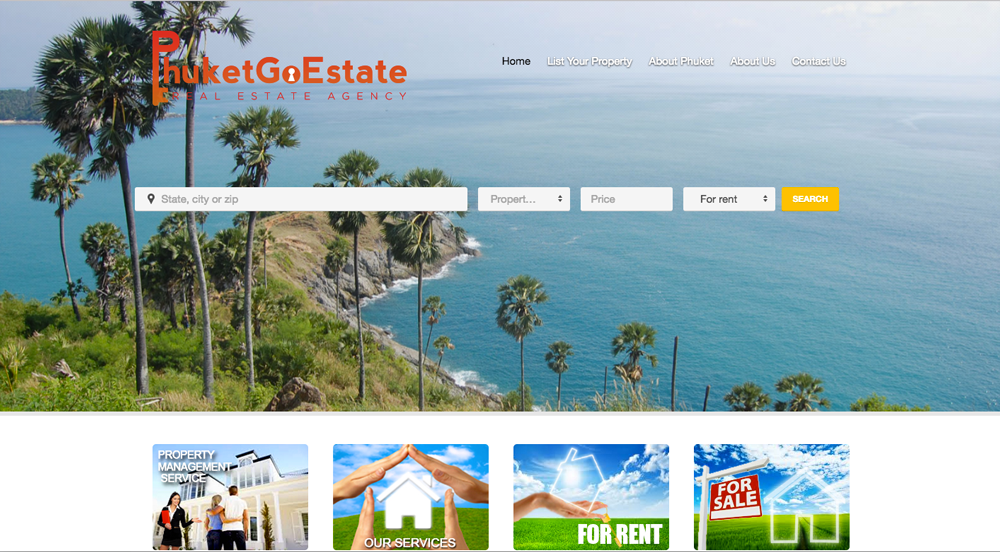 PhuketGoEstate
REAL ESTATE AGENCY
Home List Your Property About Phuket About Us Contact Us
State, city or zip Propert... Price For rent SEARCH
PROPERTY
MANAGEMENT
SERVICE
OUR SERVICES
FOR RENT
FOR
SALE